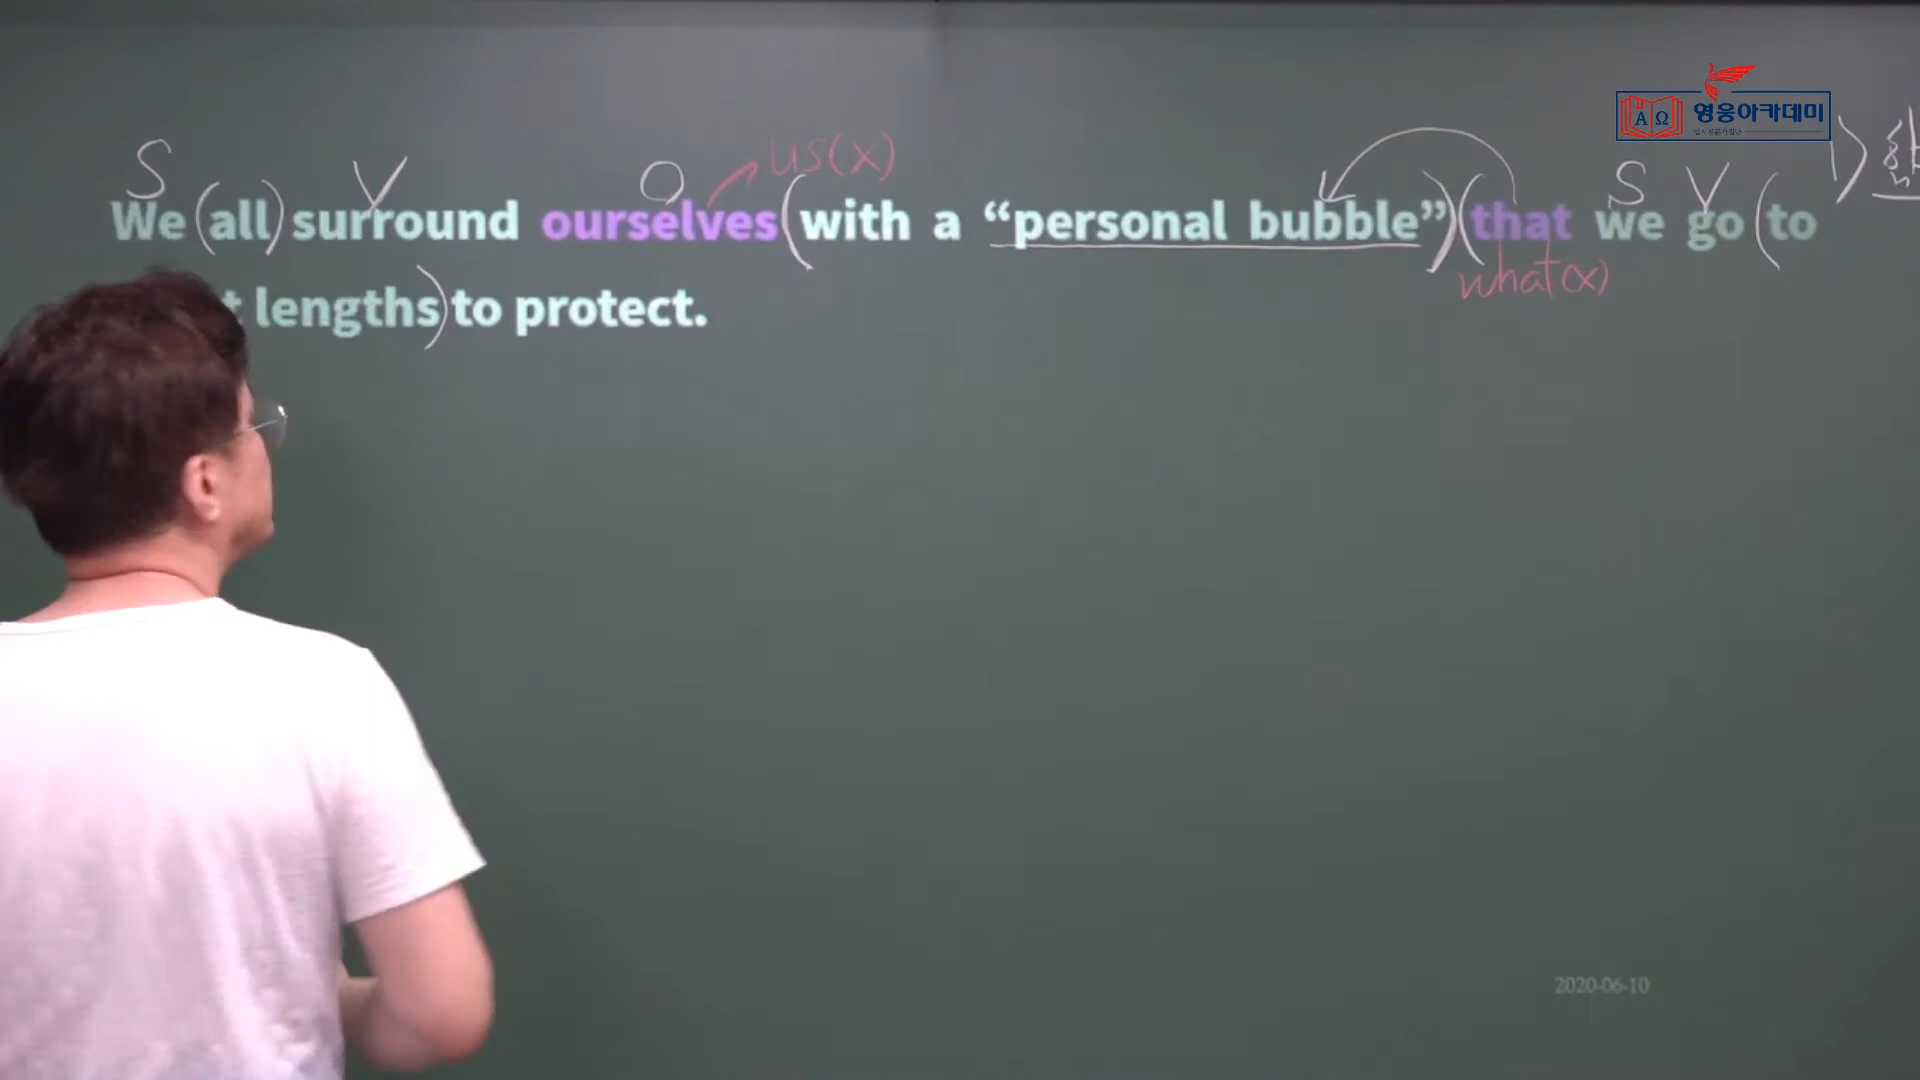 영웅아카데미
S V O us(x) S V 1)
We (all) surround ourselves (with a “personal bubble”) (that we go (to
what(x)
lengths) to protect.
2020-06-10